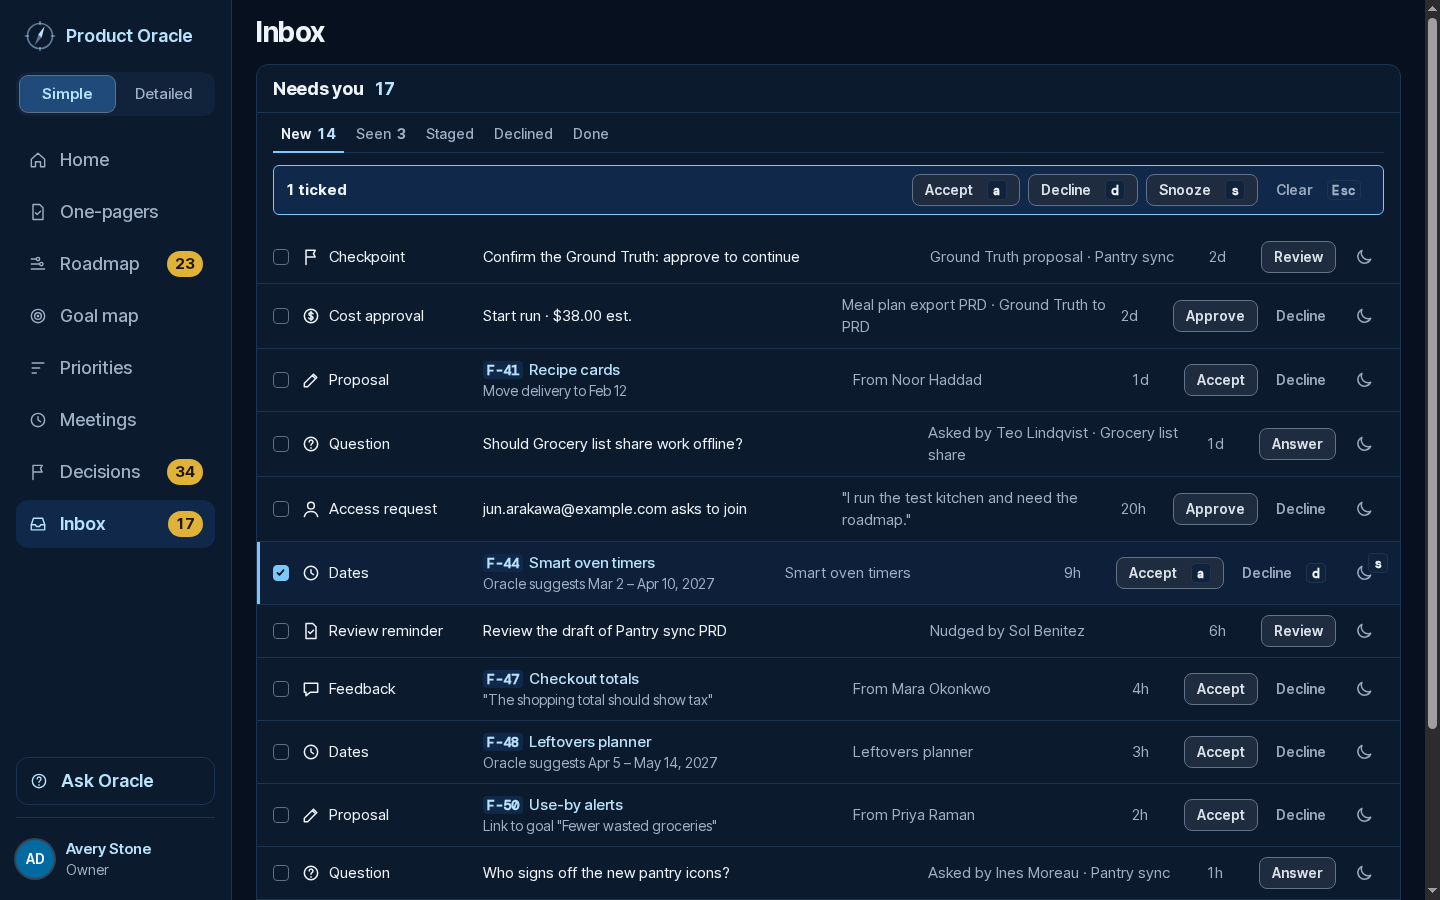 Product Oracle
Simple
Detailed
Home
One-pagers
Roadmap 23
Goal map
Priorities
Meetings
Decisions 34
Inbox 17
Ask Oracle
AD
Avery Stone
Owner
Inbox
Needs you 17
New 14
Seen 3
Staged
Declined
Done
1 ticked
Accept a
Decline d
Snooze s
Clear Esc
Checkpoint
Confirm the Ground Truth: approve to continue
Ground Truth proposal · Pantry sync
2d
Review
Cost approval
Start run · $38.00 est.
Meal plan export PRD · Ground Truth to
PRD
2d
Approve
Decline
Proposal
F-41 Recipe cards
Move delivery to Feb 12
From Noor Haddad
1d
Accept
Decline
Question
Should Grocery list share work offline?
Asked by Teo Lindqvist · Grocery list
share
1d
Answer
Access request
jun.arakawa@example.com asks to join
"I run the test kitchen and need the
roadmap."
20h
Approve
Decline
Dates
F-44 Smart oven timers
Oracle suggests Mar 2 – Apr 10, 2027
Smart oven timers
9h
Accept a
Decline d
s
Review reminder
Review the draft of Pantry sync PRD
Nudged by Sol Benitez
6h
Review
Feedback
F-47 Checkout totals
"The shopping total should show tax"
From Mara Okonkwo
4h
Accept
Decline
Dates
F-48 Leftovers planner
Oracle suggests Apr 5 – May 14, 2027
Leftovers planner
3h
Accept
Decline
Proposal
F-50 Use-by alerts
Link to goal "Fewer wasted groceries"
From Priya Raman
2h
Accept
Decline
Question
Who signs off the new pantry icons?
Asked by Ines Moreau · Pantry sync
1h
Answer